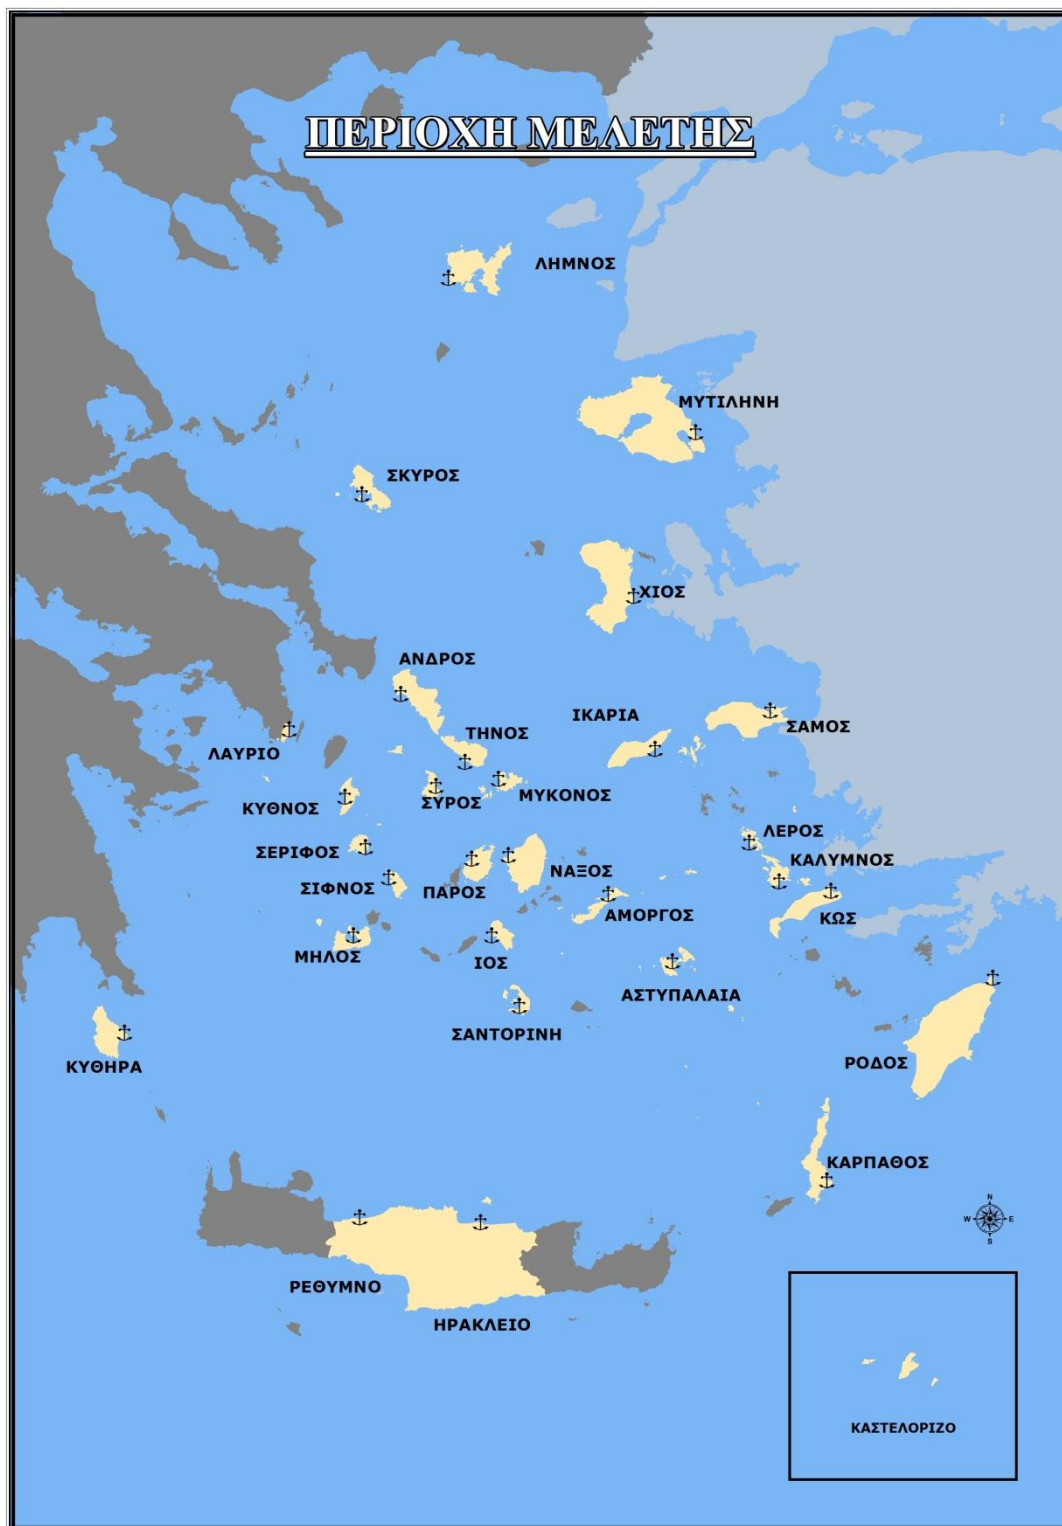 ΠΕΡΙΟΧΗ ΜΕΛΕΤΗΣ
ΛΗΜΝΟΣ
ΜΥΤΙΛΗΝΗ
ΣΚΥΡΟΣ
ΧΙΟΣ
ΑΝΔΡΟΣ
ΙΚΑΡΙΑ
ΣΑΜΟΣ
ΤΗΝΟΣ
ΛΑΥΡΙΟ
ΚΥΘΝΟΣ
ΣΥΡΟΣ
ΜΥΚΟΝΟΣ
ΛΕΡΟΣ
ΣΕΡΙΦΟΣ
ΚΑΛΥΜΝΟΣ
ΠΑΡΟΣ
ΝΑΞΟΣ
ΣΙΦΝΟΣ
ΑΜΟΡΓΟΣ
ΚΩΣ
ΜΗΛΟΣ
ΙΟΣ
ΑΣΤΥΠΑΛΑΙΑ
ΣΑΝΤΟΡΙΝΗ
ΚΥΘΗΡΑ
ΡΟΔΟΣ
ΚΑΡΠΑΘΟΣ
N
W E
S
ΡΕΘΥΜΝΟ
ΗΡΑΚΛΕΙΟ
ΚΑΣΤΕΛΟΡΙΖΟ